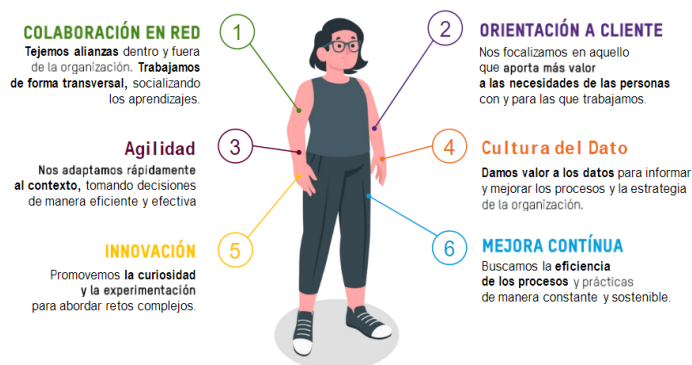 1
COLABORACIÓN EN RED
Tejemos alianzas dentro y fuera
de la organización. Trabajamos
de forma transversal, socializando
los aprendizajes.
2
ORIENTACIÓN A CLIENTE
Nos focalizamos en aquello
que aporta más valor
a las necesidades de las personas
con y para las que trabajamos.
3
Agilidad
Nos adaptamos rápidamente
al contexto, tomando decisiones
de manera eficiente y efectiva
4
Cultura del Dato
Damos valor a los datos para informar
y mejorar los procesos y la estrategia
de la organización.
5
INNOVACIÓN
Promovemos la curiosidad
y la experimentación
para abordar retos complejos.
6
MEJORA CONTÍNUA
Buscamos la eficiencia
de los procesos y prácticas
de manera constante y sostenible.